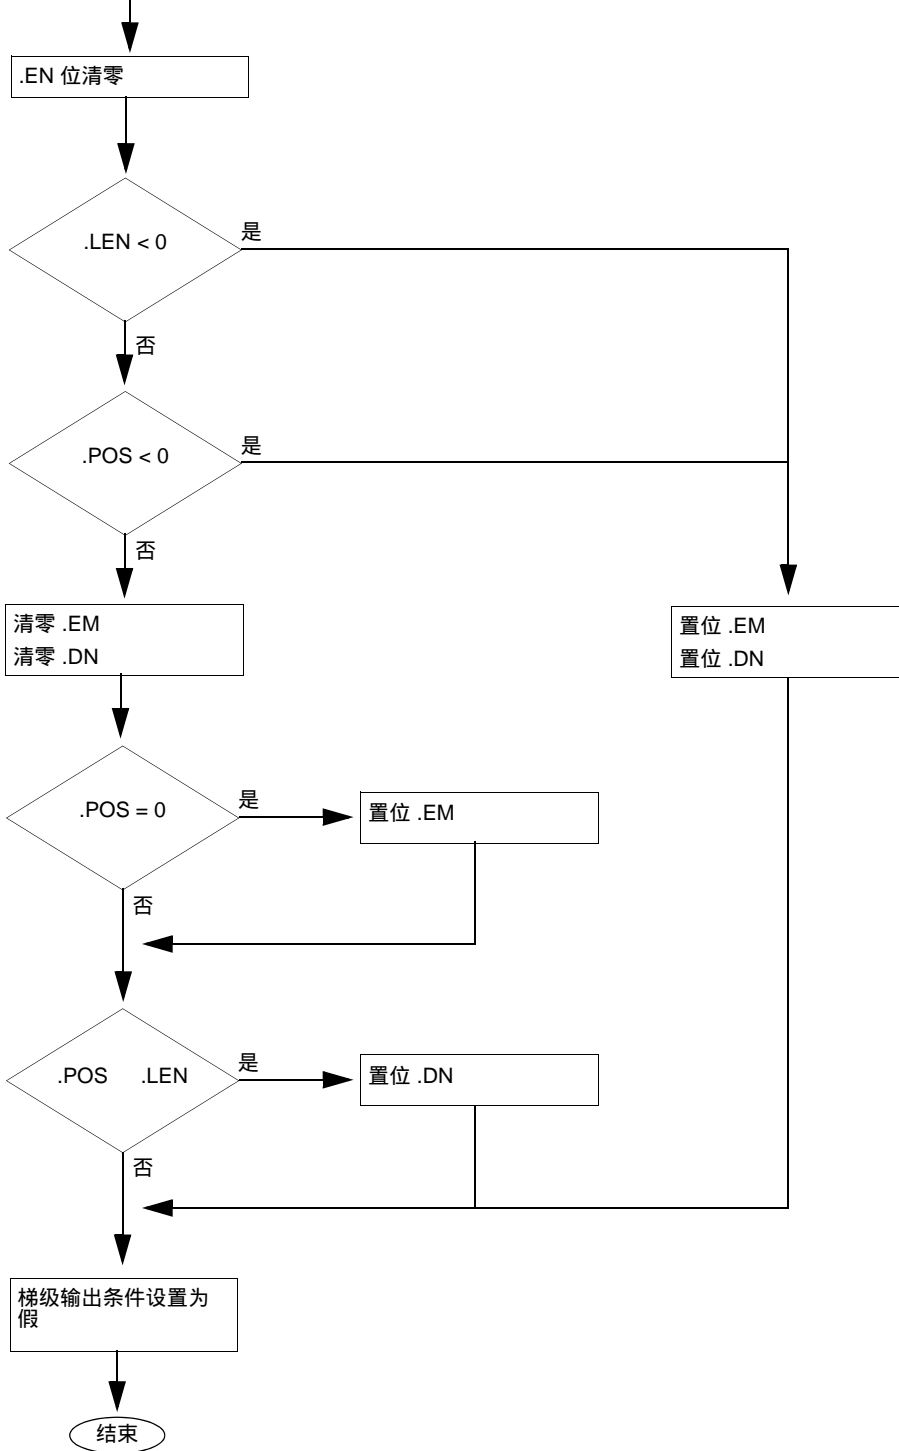 .EN 位清零
.LEN < 0
是
否
.POS < 0
是
否
清零 .EM
清零 .DN
置位 .EM
置位 .DN
.POS = 0
是
置位 .EM
否
.POS .LEN
是
置位 .DN
否
梯级输出条件设置为
假
结束